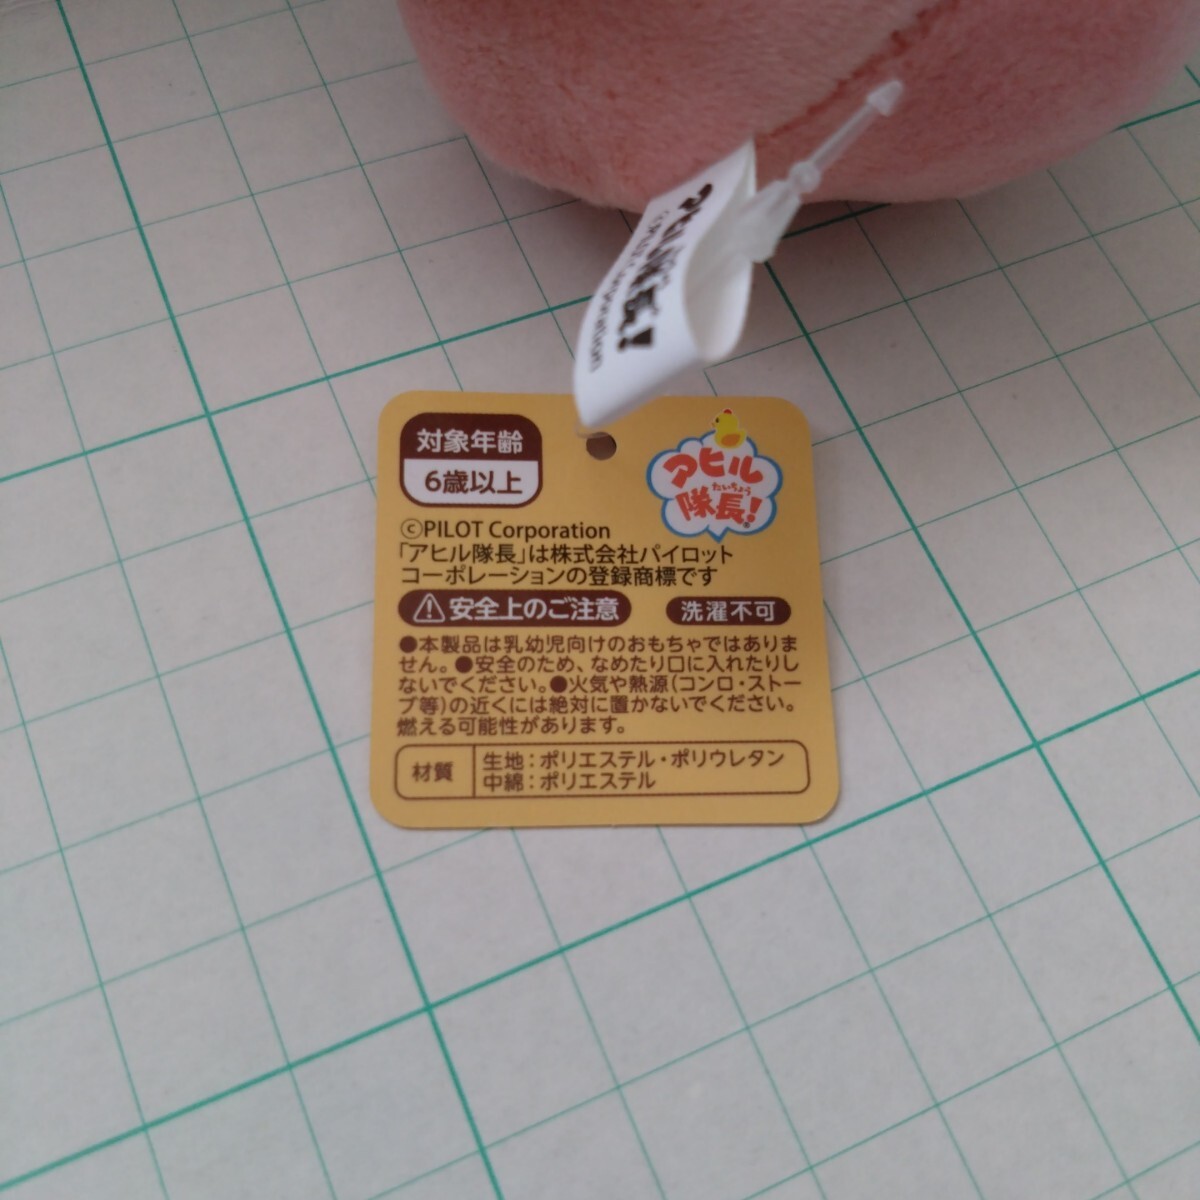 アヒル隊長!
©PILOT Corporation
対象年齢
6歳以上
アヒル
たいちょう
隊長!
®
©PILOT Corporation
「アヒル隊長」は株式会社パイロット
コーポレーションの登録商標です
安全上のご注意
洗濯不可
●本製品は乳幼児向けのおもちゃではありま
せん。●安全のため、なめたり口に入れたりし
ないでください。●火気や熱源(コンロ・ストー
ブ等)の近くには絶対に置かないでください。
燃える可能性があります。
材質
生地：ポリエステル・ポリウレタン
中綿：ポリエステル